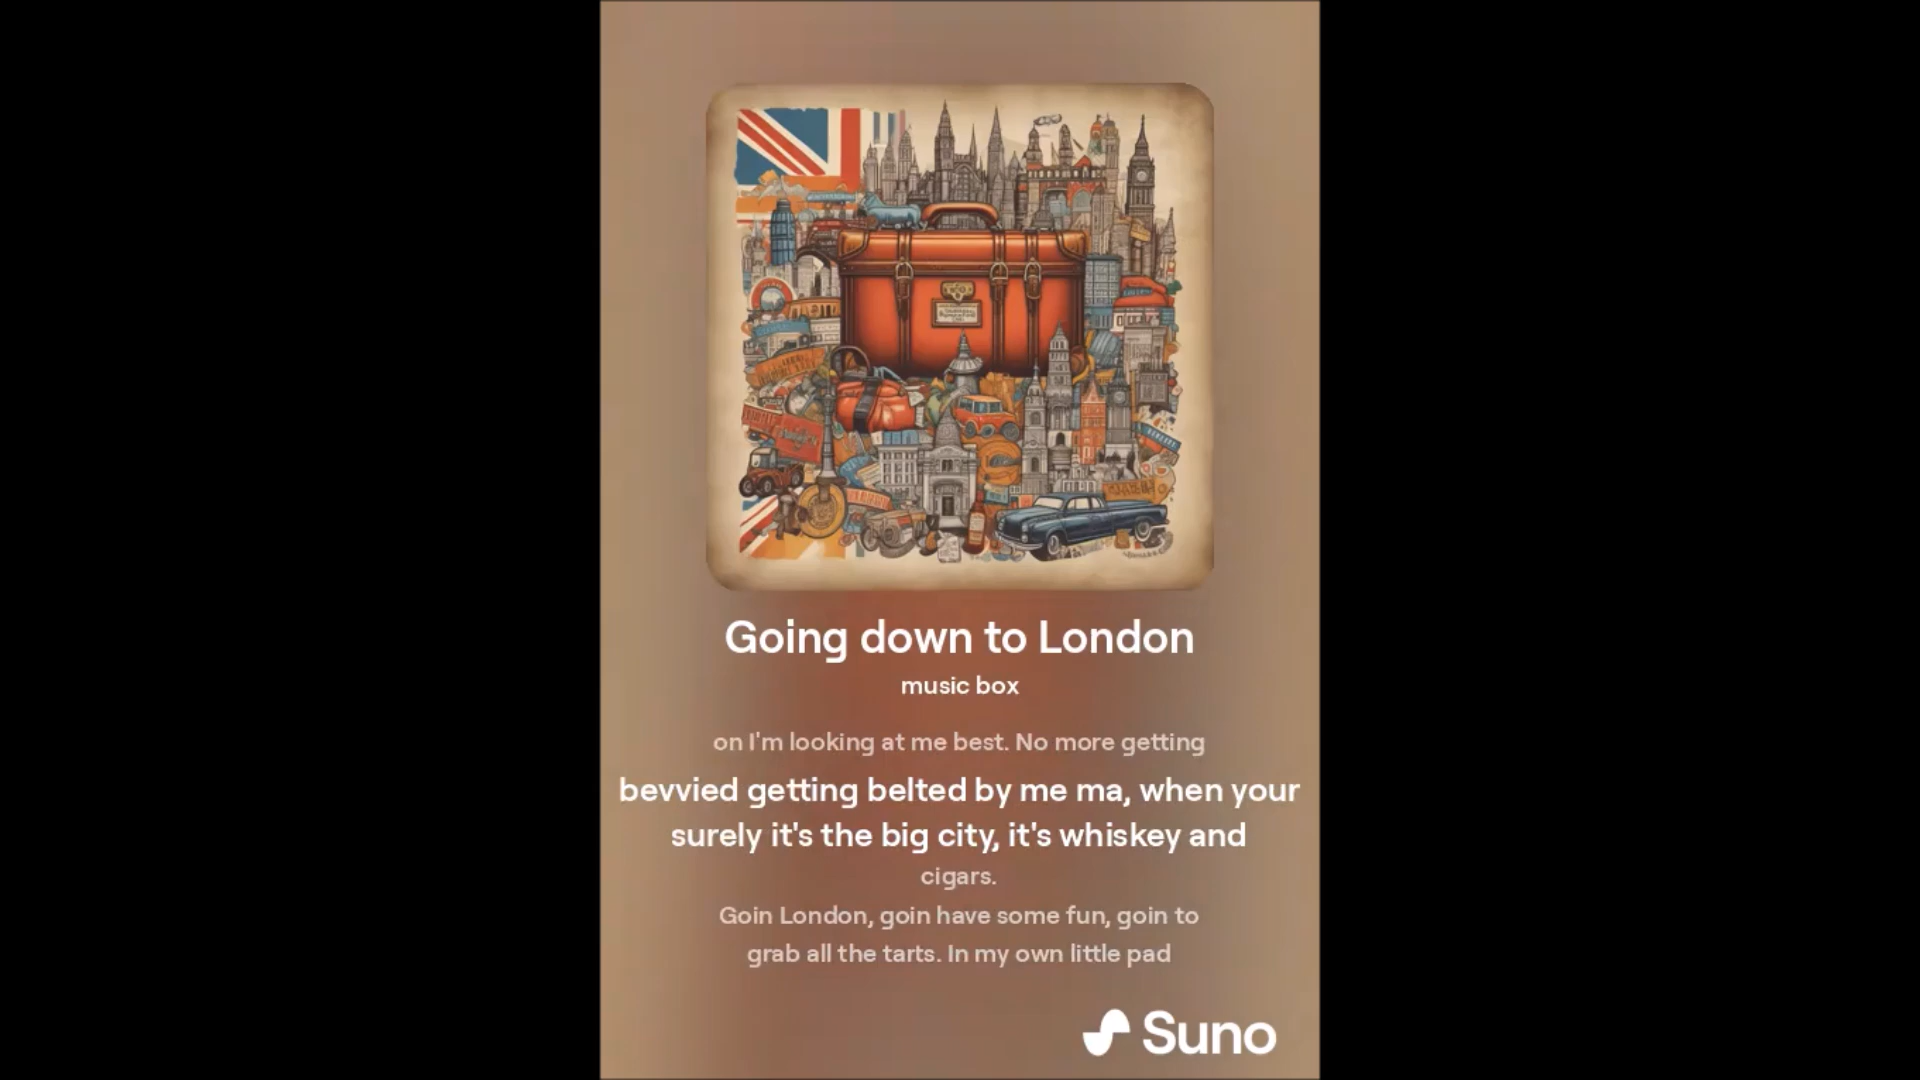 Going down to London
music box
on I'm looking at me best. No more getting
bevvied getting belted by me ma, when your
surely it's the big city, it's whiskey and
cigars.
Goin London, goin have some fun, goin to
grab all the tarts. In my own little pad
Suno